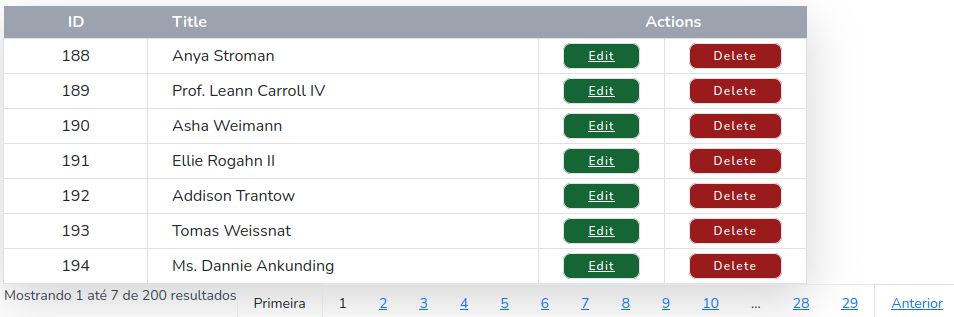 ID Title Actions
188 Anya Stroman Edit Delete
189 Prof. Leann Carroll IV Edit Delete
190 Asha Weimann Edit Delete
191 Ellie Rogahn II Edit Delete
192 Addison Trantow Edit Delete
193 Tomas Weissnat Edit Delete
194 Ms. Dannie Ankunding Edit Delete
Mostrando 1 até 7 de 200 resultados Primeira 1 2 3 4 5 6 7 8 9 10 ... 28 29 Anterior